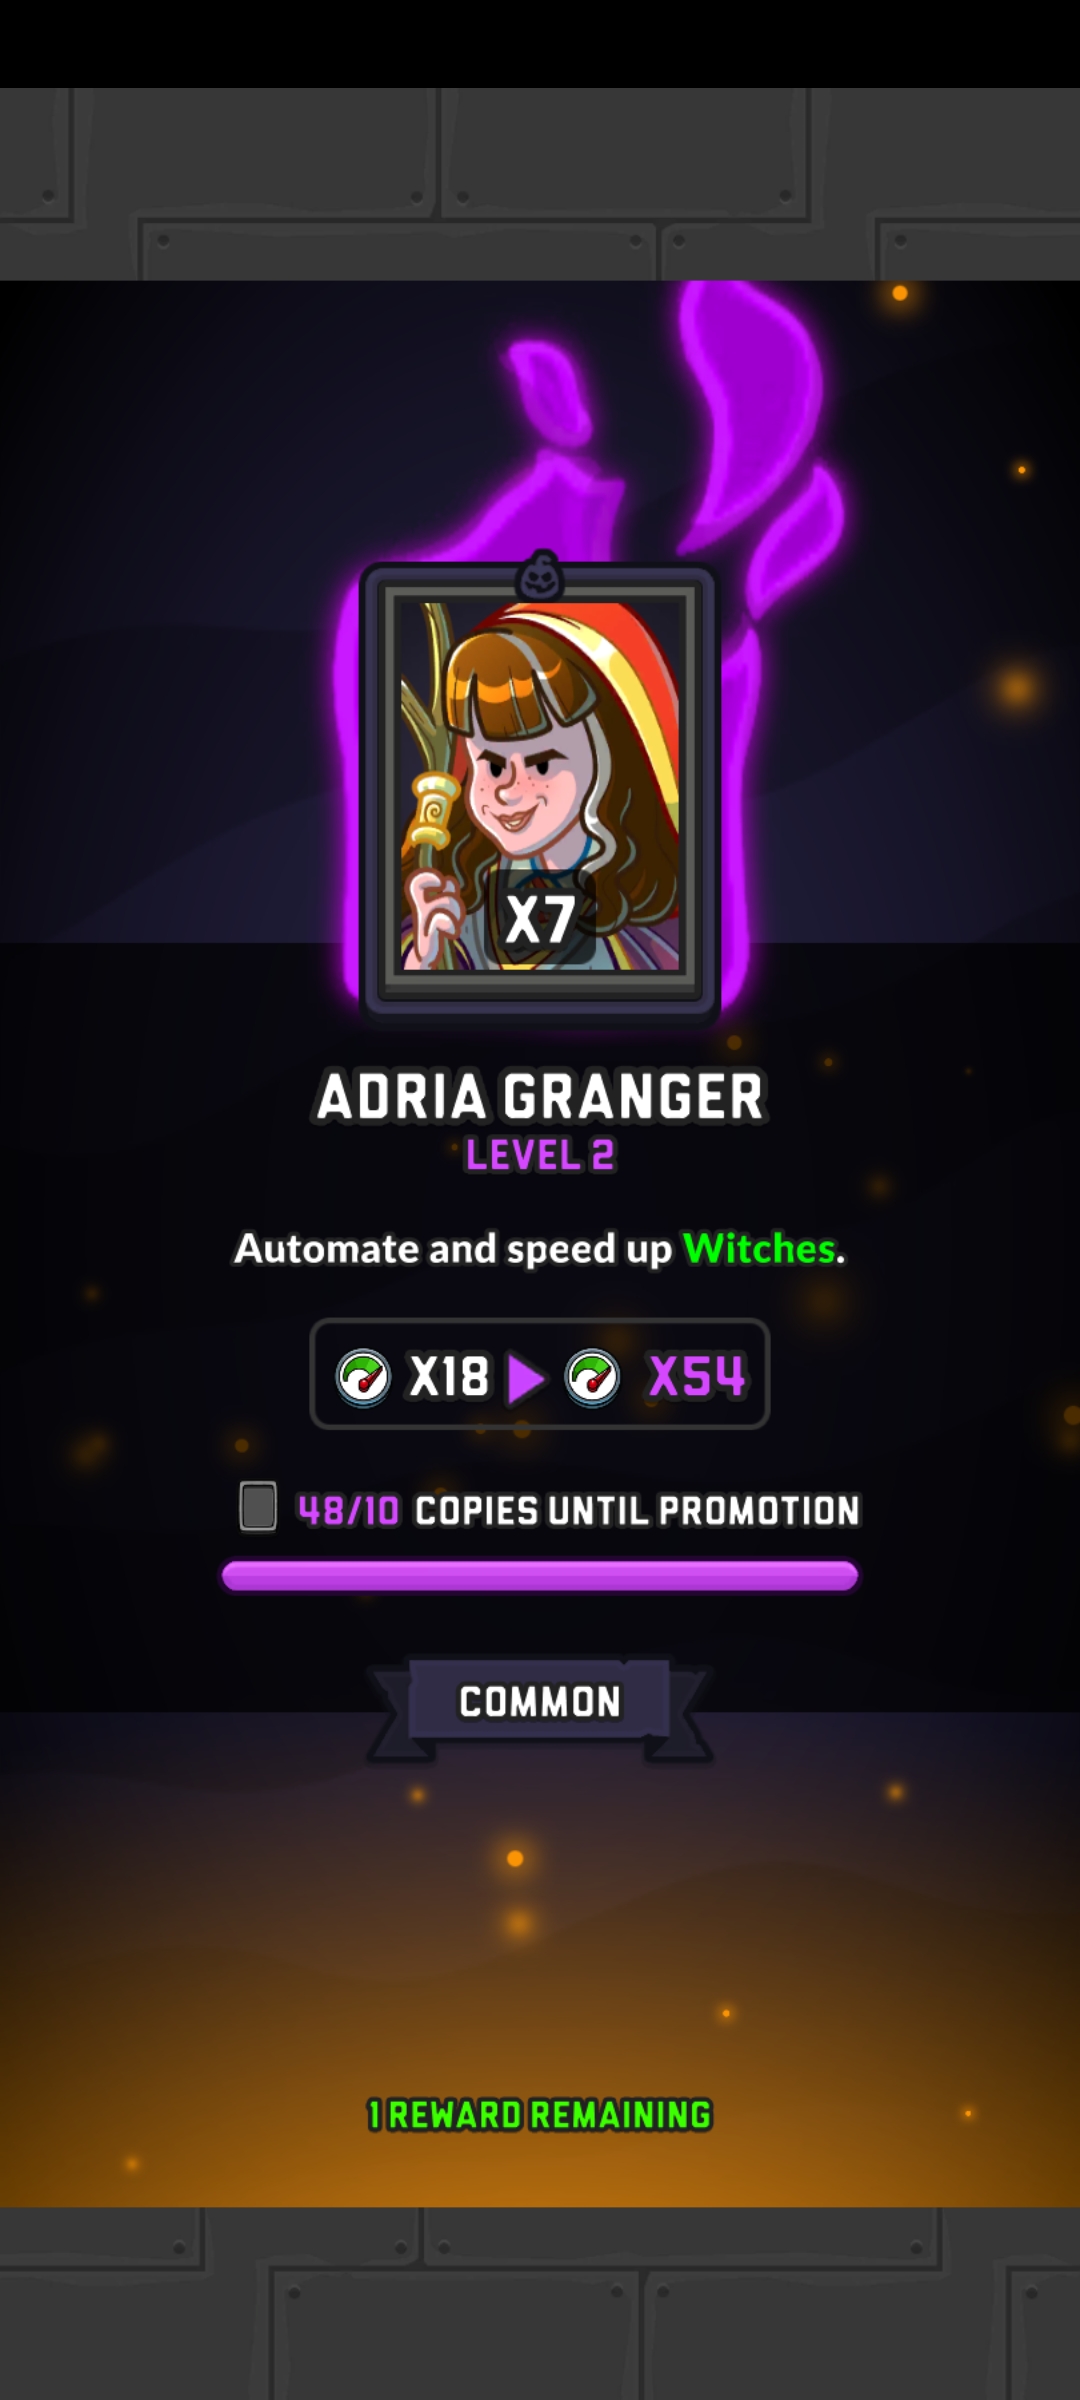 X7
ADRIA GRANGER
LEVEL 2
Automate and speed up Witches.
X18 X54
48/10 COPIES UNTIL PROMOTION
COMMON
1 REWARD REMAINING